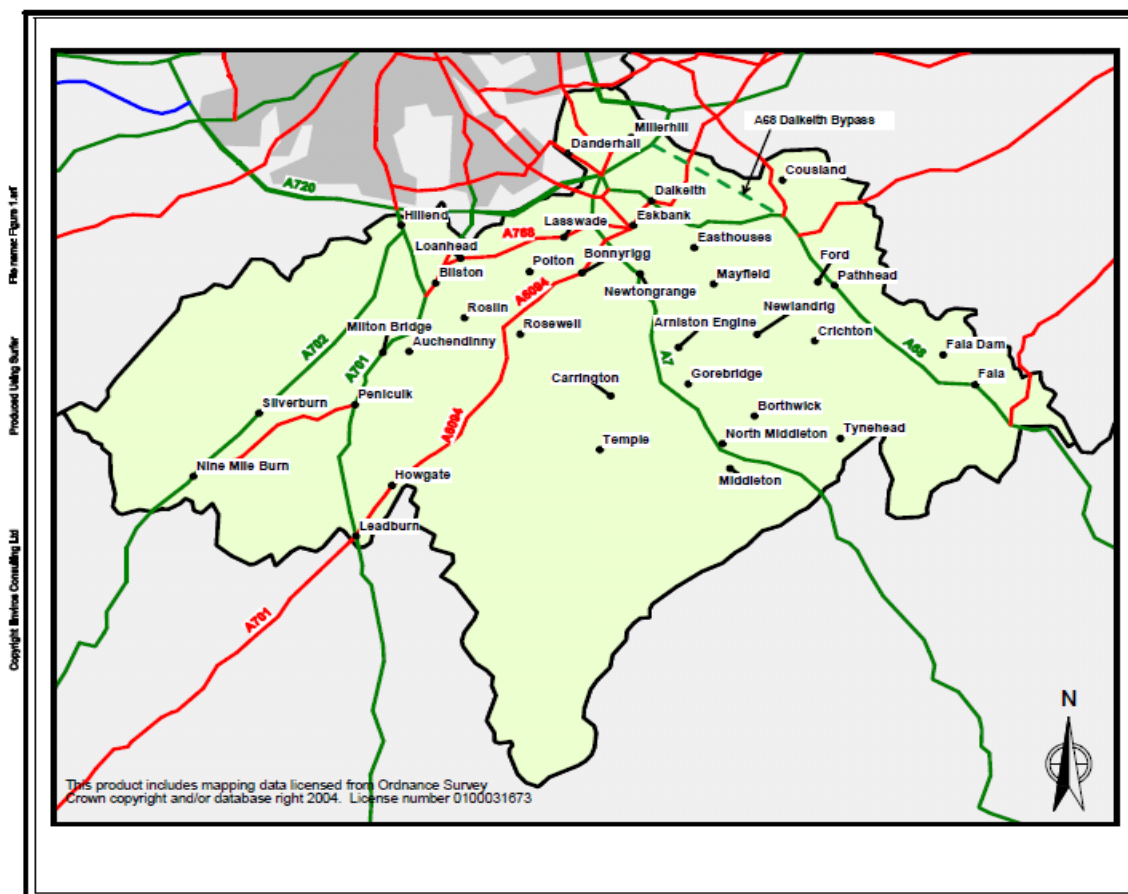 Millerhill
A68 Dalkeith Bypass
Danderhall
Cousland
A720
Dalkeith
Hillend
Lasswade
Eskbank
A768
Easthouses
Loanhead
Polton
Bonnyrigg
Ford
Bilston
Mayfield
Pathhead
A6094
Newtongrange
Roslin
Newlandrig
Milton Bridge
Rosewell
Arniston Engine
Crichton
A702
Auchendinny
A68
Fala Dam
A701
A7
Carrington
Gorebridge
Fala
Silverburn
Penicuik
Borthwick
A6094
Temple
North Middleton
Tynehead
Nine Mile Burn
Howgate
Middleton
Leadburn
A701
N
This product includes mapping data licensed from Ordnance Survey
Crown copyright and/or database right 2004. License number 0100031673
File name: Figure 1.srf
Produced Using Surfer
Copyright Enviros Consulting Ltd